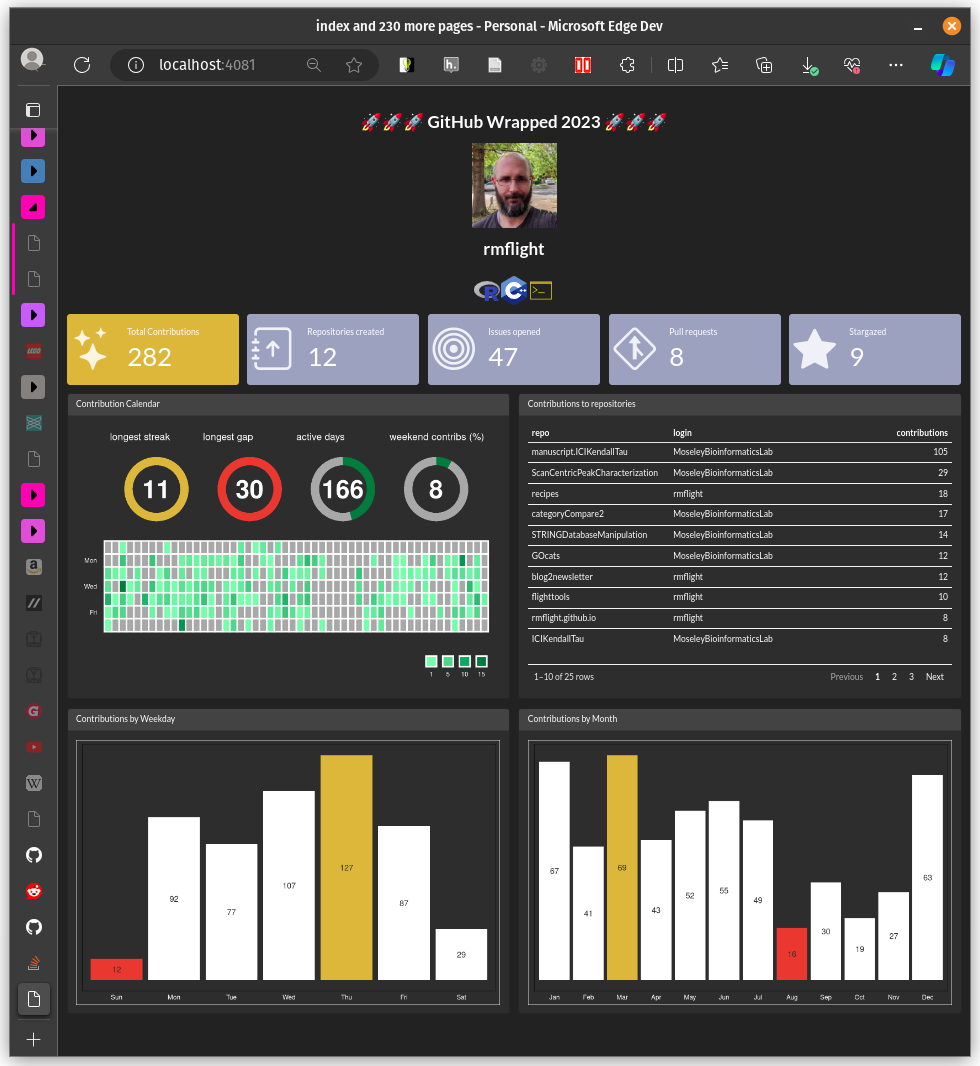 index and 230 more pages - Personal - Microsoft Edge Dev
localhost:4081
h.
🚀🚀🚀 GitHub Wrapped 2023 🚀🚀🚀
rmflight
R C++ >_
Total Contributions
282
Repositories created
12
Issues opened
47
Pull requests
8
Stargazed
9
Contribution Calendar
longest streak longest gap active days weekend contribs (%)
11 30 166 8
Mon
Wed
Fri
1 5 10 15
Contributions to repositories
repo login contributions
manuscript.ICIKendallTau MoseleyBioinformaticsLab 105
ScanCentricPeakCharacterization MoseleyBioinformaticsLab 29
recipes rmflight 18
categoryCompare2 MoseleyBioinformaticsLab 17
STRINGDatabaseManipulation MoseleyBioinformaticsLab 14
GOcats MoseleyBioinformaticsLab 12
blog2newsletter rmflight 12
flighttools rmflight 10
rmflight.github.io rmflight 8
ICIKendallTau MoseleyBioinformaticsLab 8
1–10 of 25 rows Previous 1 2 3 Next
Contributions by Weekday
12 92 77 107 127 87 29
Sun Mon Tue Wed Thu Fri Sat
Contributions by Month
67 41 69 43 52 55 49 16 30 19 27 63
Jan Feb Mar Apr May Jun Jul Aug Sep Oct Nov Dec
LEGO
a
G
W